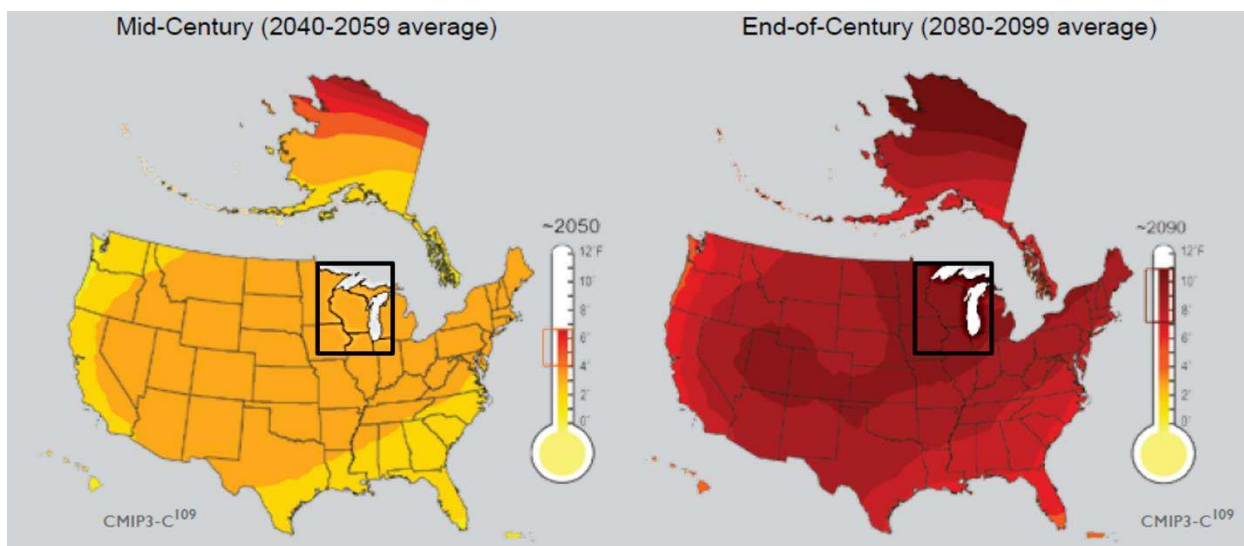 Mid-Century (2040-2059 average)
End-of-Century (2080-2099 average)
~2050
12°F
10°
8°
6°
4°
2°
0°
CMIP3-C109
~2090
12°F
10°
8°
6°
4°
2°
0°
CMIP3-C109